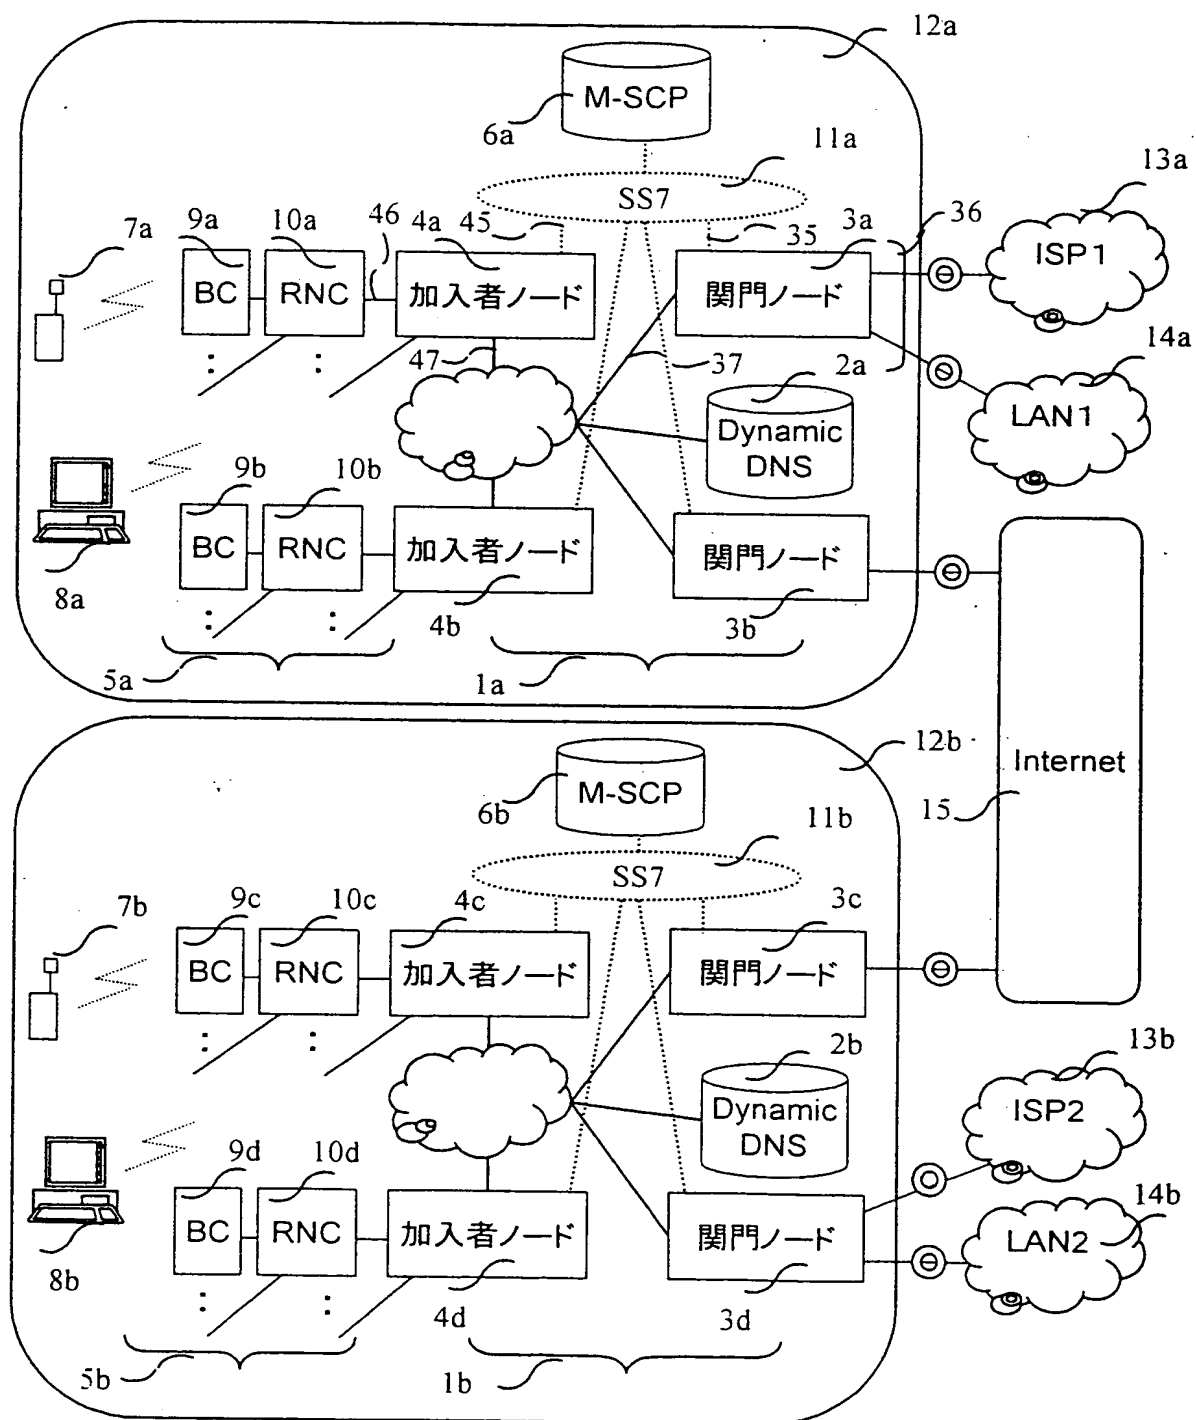 12a
M-SCP
6a
11a
SS7
13a
ISP1
7a
9a
10a
46
4a
45
35
3a
36
BC
RNC
加入者ノード
関門ノード
47
37
2a
14a
LAN1
Dynamic
DNS
9b
10b
BC
RNC
加入者ノード
関門ノード
8a
4b
3b
5a
1a
12b
M-SCP
6b
11b
SS7
Internet
15
7b
9c
10c
4c
3c
BC
RNC
加入者ノード
関門ノード
2b
13b
ISP2
Dynamic
DNS
9d
10d
BC
RNC
加入者ノード
関門ノード
14b
LAN2
8b
4d
3d
5b
1b